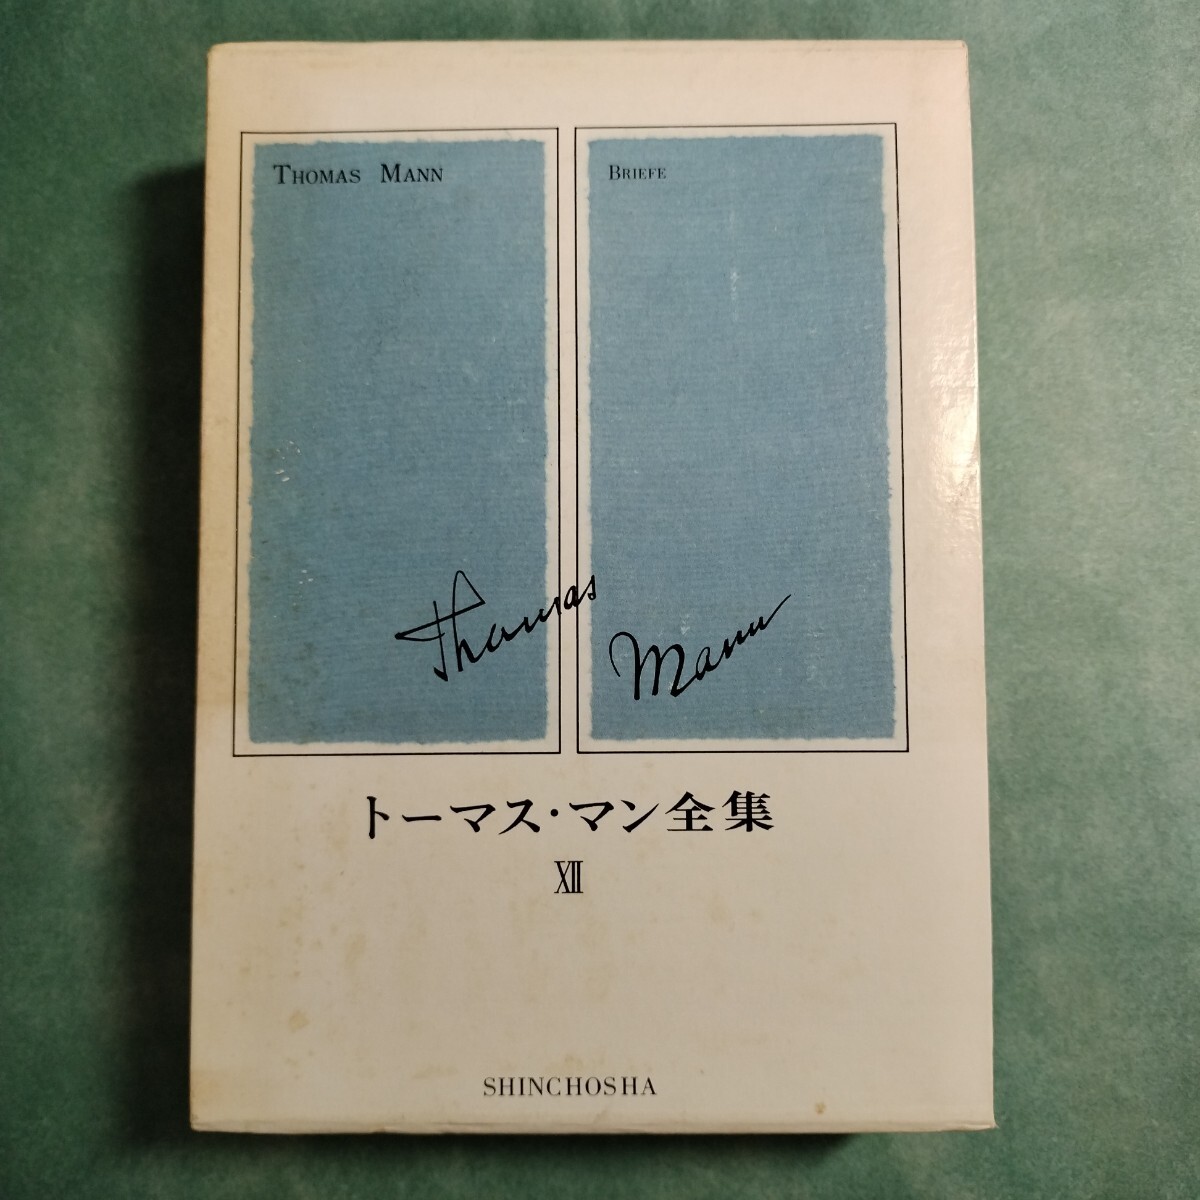 THOMAS MANN
BRIEFE
Thomas
Mann
トーマス・マン全集
XII
SHINCHOSHA